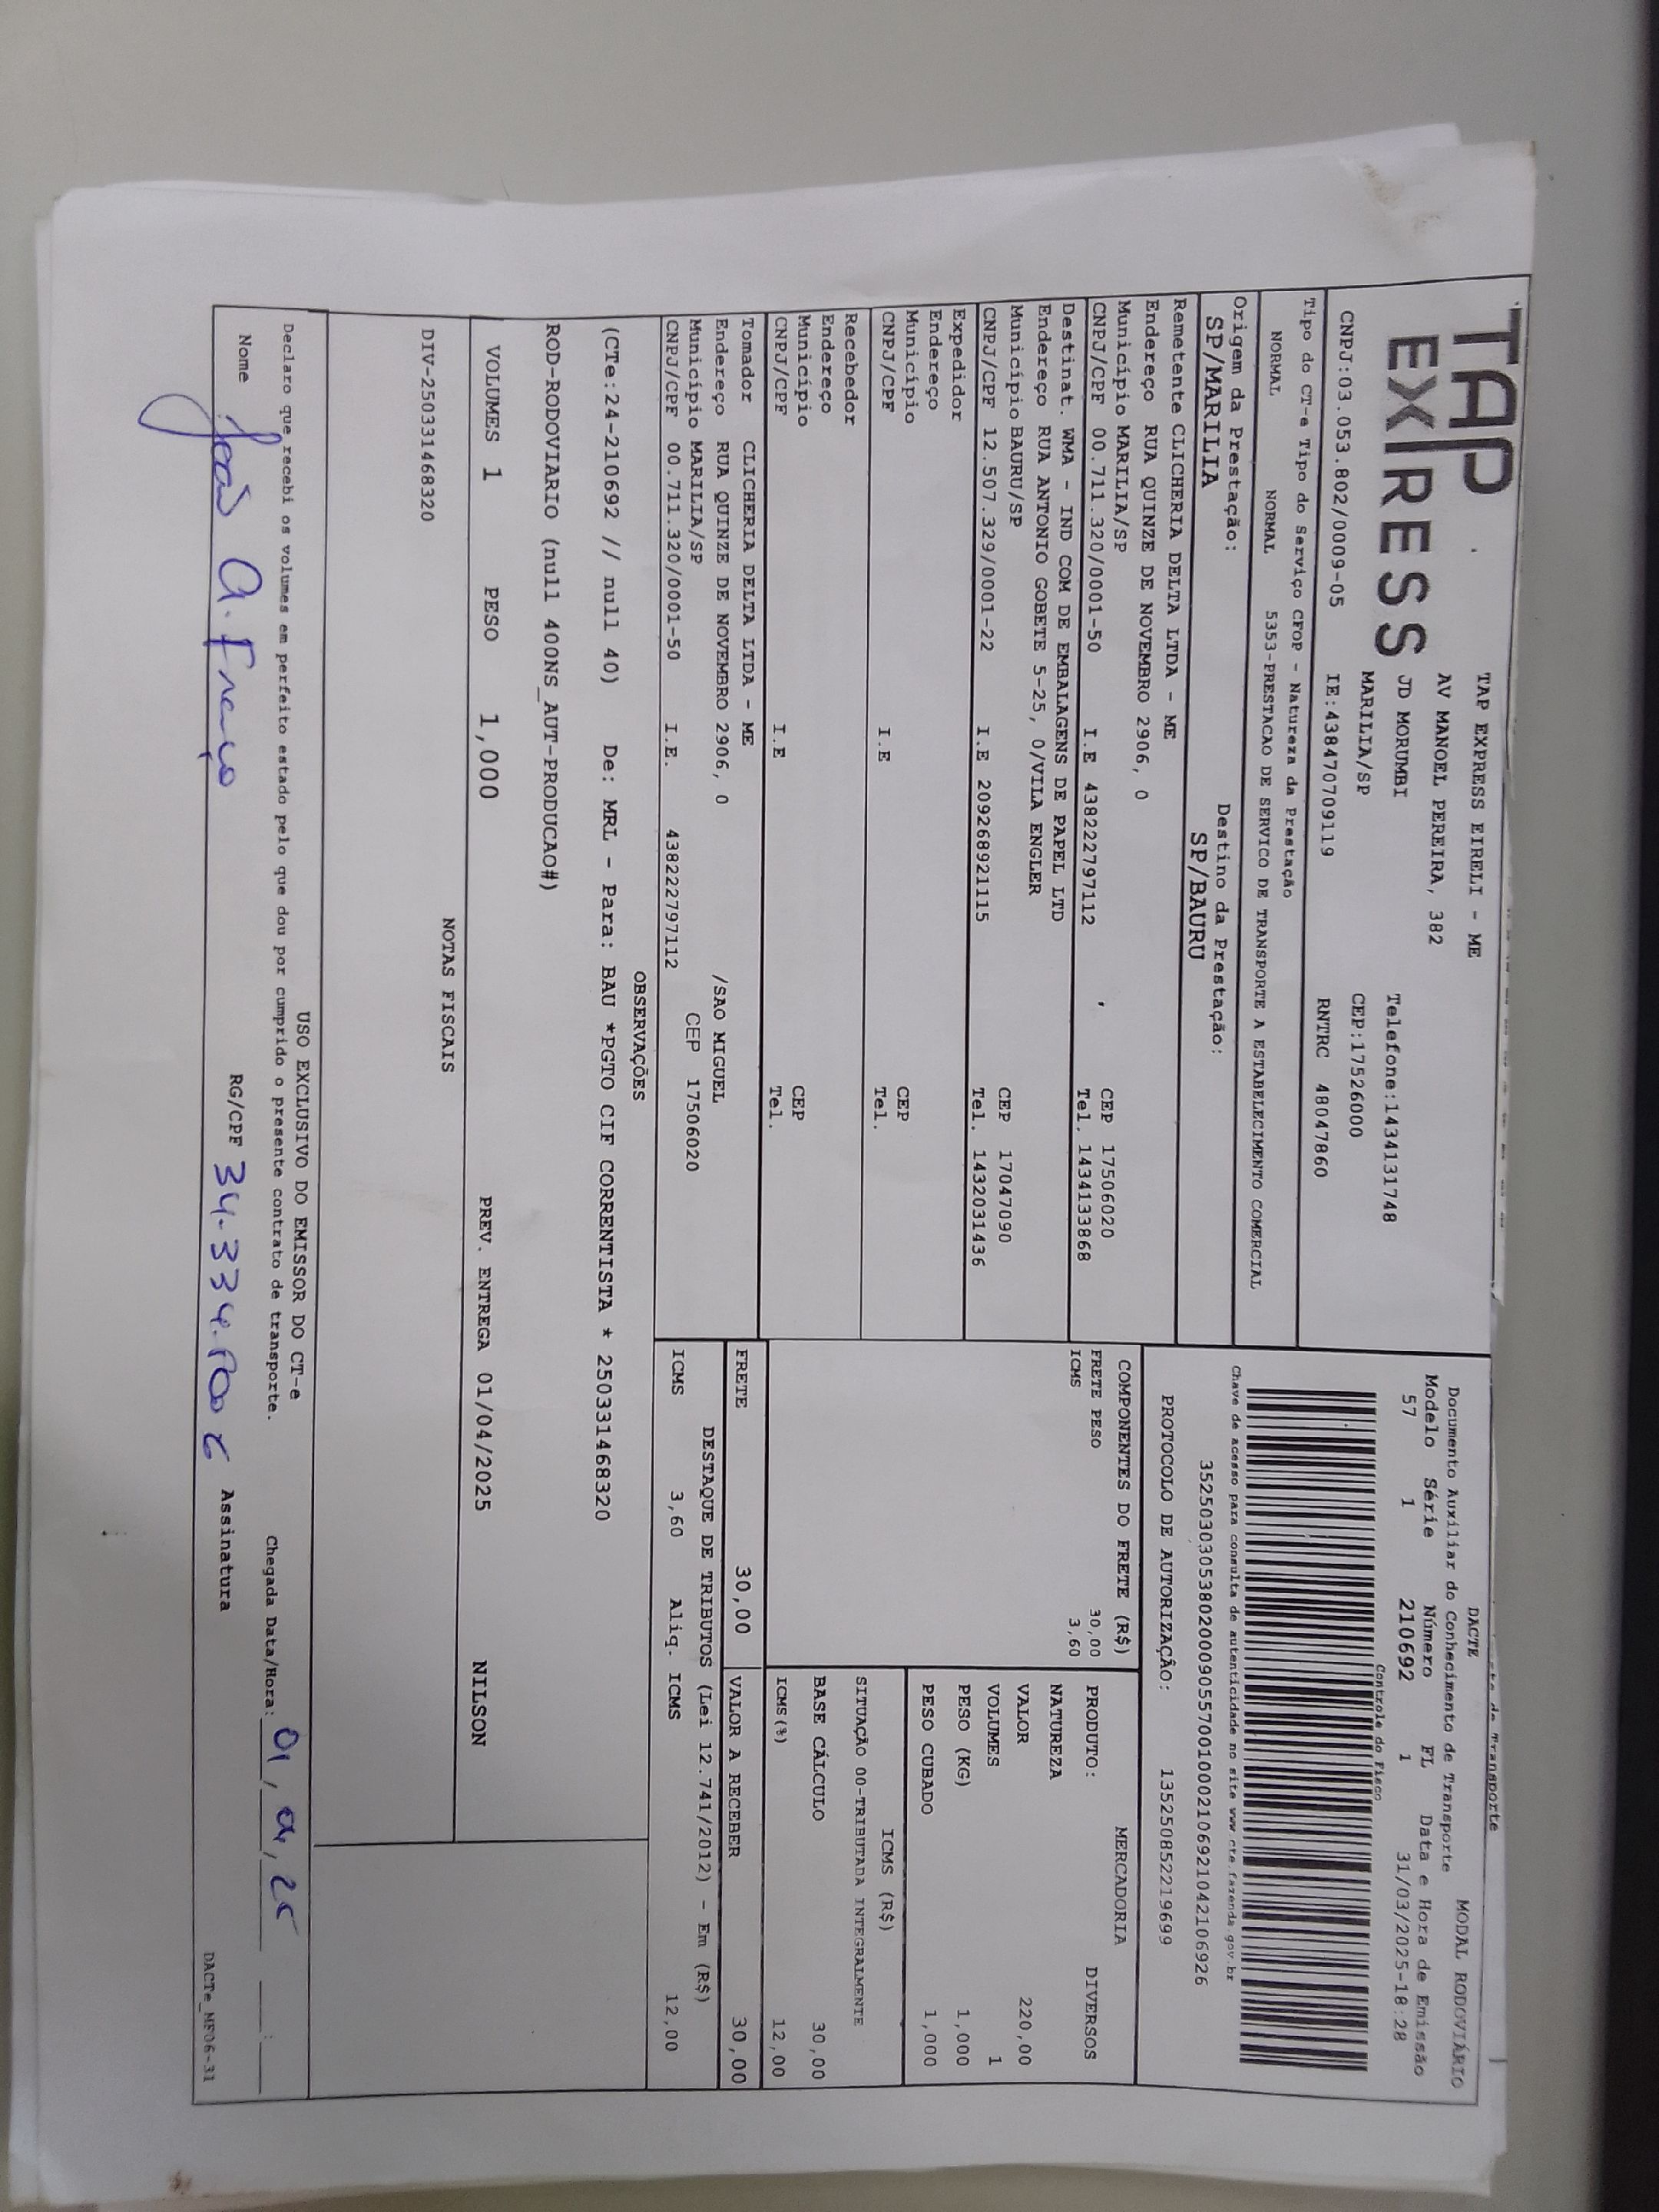 TAP
EXPRESS
TAP EXPRESS EIRELI - ME
AV MANOEL PEREIRA, 382
JD MORUMBI
Telefone:1434131748
MARILIA/SP
CEP:17526000
CNPJ:03.053.802/0009-05 IE:438470709119 RNTRC 48047860
DACTE MODAL RODOVIÁRIO
Documento Auxiliar do Conhecimento de Transporte
Modelo Série Número FL Data e Hora de Emissão
57 1 210692 1 31/03/2025-18:28
Controle do Fisco
Chave de acesso para consulta de autenticidade no site www.cte.fazenda.gov.br
35250303053802000905570010002106921042106926
PROTOCOLO DE AUTORIZAÇÃO: 135250852219699
Tipo do CT-e Tipo do Serviço CFOP - Natureza da Prestação
NORMAL NORMAL 5353-PRESTACAO DE SERVICO DE TRANSPORTE A ESTABELECIMENTO COMERCIAL
Origem da Prestação: Destino da Prestação:
SP/MARILIA SP/BAURU
Remetente CLICHERIA DELTA LTDA - ME
Endereço RUA QUINZE DE NOVEMBRO 2906, 0
Município MARILIA/SP CEP 17506020
CNPJ/CPF 00.711.320/0001-50 I.E 438222797112 Tel. 1434133868
Destinat. WMA - IND COM DE EMBALAGENS DE PAPEL LTD
Endereço RUA ANTONIO GOBETE 5-25, 0/VILA ENGLER
Município BAURU/SP CEP 17047090
CNPJ/CPF 12.507.329/0001-22 I.E 209268921115 Tel. 1432031436
Expedidor
Endereço
Município CEP
CNPJ/CPF I.E Tel.
Recebedor
Endereço
Município CEP
CNPJ/CPF I.E Tel.
Tomador CLICHERIA DELTA LTDA - ME
Endereço RUA QUINZE DE NOVEMBRO 2906, 0 /SAO MIGUEL
Município MARILIA/SP CEP 17506020
CNPJ/CPF 00.711.320/0001-50 I.E. 438222797112
COMPONENTES DO FRETE (R$)
FRETE PESO 30,00
ICMS 3,60
MERCADORIA
PRODUTO: DIVERSOS
NATUREZA
VALOR 220,00
VOLUMES 1
PESO (KG) 1,000
PESO CUBADO 1,000
ICMS (R$)
SITUAÇÃO 00-TRIBUTADA INTEGRALMENTE
BASE CÁLCULO 30,00
ICMS(%) 12,00
FRETE 30,00 VALOR A RECEBER 30,00
DESTAQUE DE TRIBUTOS (Lei 12.741/2012) - Em (R$)
ICMS 3,60 Aliq. ICMS 12,00
OBSERVAÇÕES
(CTe:24-210692 // null 40) De: MRL - Para: BAU *PGTO CIF CORRENTISTA * 250331468320
ROD-RODOVIARIO (null 400NS_AUT-PRODUCAO#)
VOLUMES 1 PESO 1,000 PREV. ENTREGA 01/04/2025 NILSON
NOTAS FISCAIS
DIV-250331468320
USO EXCLUSIVO DO EMISSOR DO CT-e
Declaro que recebi os volumes em perfeito estado pelo que dou por cumprido o presente contrato de transporte. Chegada Data/Hora: 01/ /25 :
Nome João A. RG/CPF Assinatura
DACTe_MF06-31